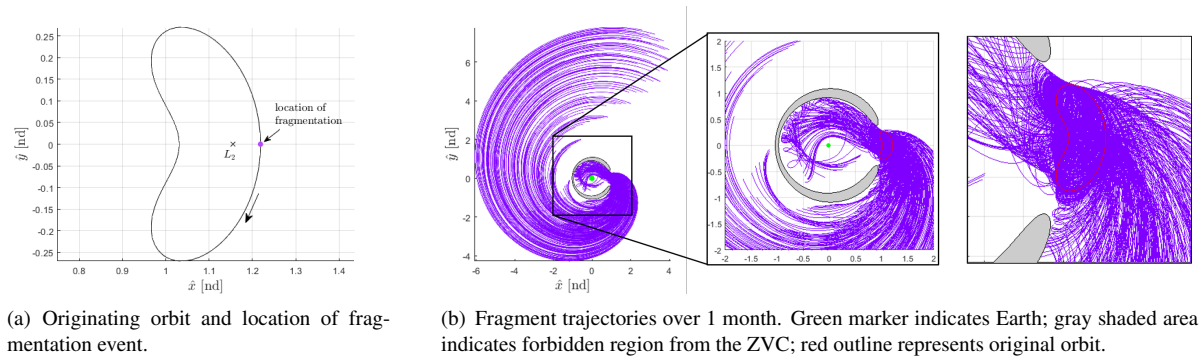 0.25
0.2
0.15
0.1
0.05
0
-0.05
-0.1
-0.15
-0.2
-0.25
ŷ [nd]
location of
fragmentation
L₂
0.8 0.9 1 1.1 1.2 1.3 1.4
x̂ [nd]
(a) Originating orbit and location of frag-
mentation event.
6
4
2
0
-2
-4
ŷ [nd]
-6 -4 -2 0 2 4
x̂ [nd]
2
1.5
1
0.5
0
-0.5
-1
-1.5
-2
-2 -1.5 -1 -0.5 0 0.5 1 1.5 2
(b) Fragment trajectories over 1 month. Green marker indicates Earth; gray shaded area
indicates forbidden region from the ZVC; red outline represents original orbit.